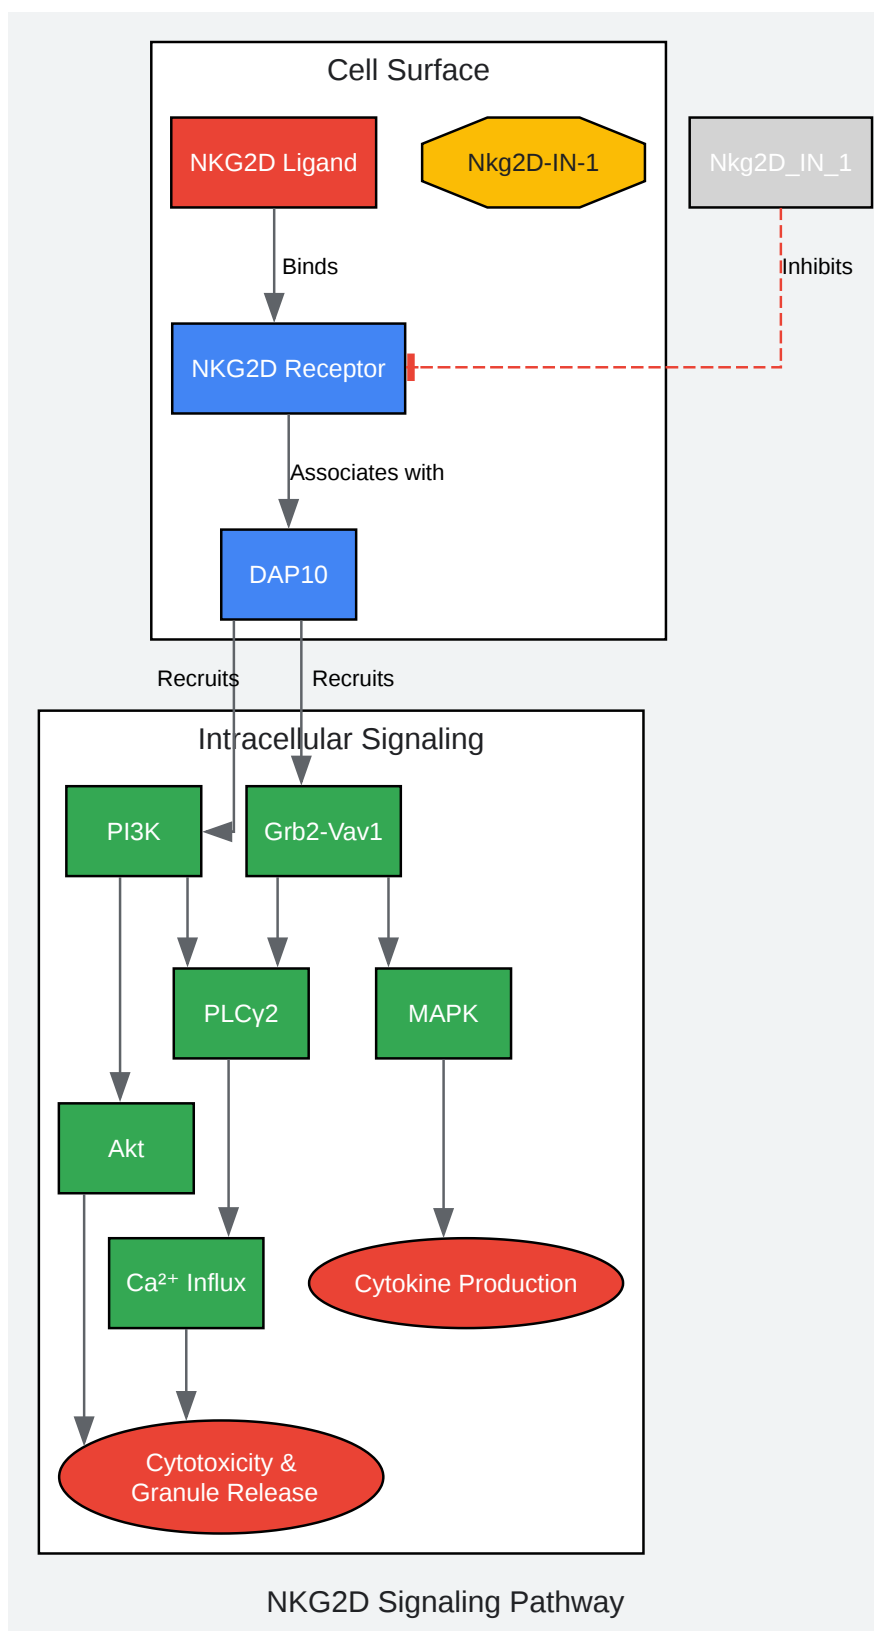 Cell Surface
NKG2D Ligand
Nkg2D-IN-1
Nkg2D_IN_1
Binds
Inhibits
NKG2D Receptor
Associates with
DAP10
Recruits
Recruits
Intracellular Signaling
PI3K
Grb2-Vav1
PLCγ2
MAPK
Akt
Ca²⁺ Influx
Cytokine Production
Cytotoxicity &
Granule Release
NKG2D Signaling Pathway